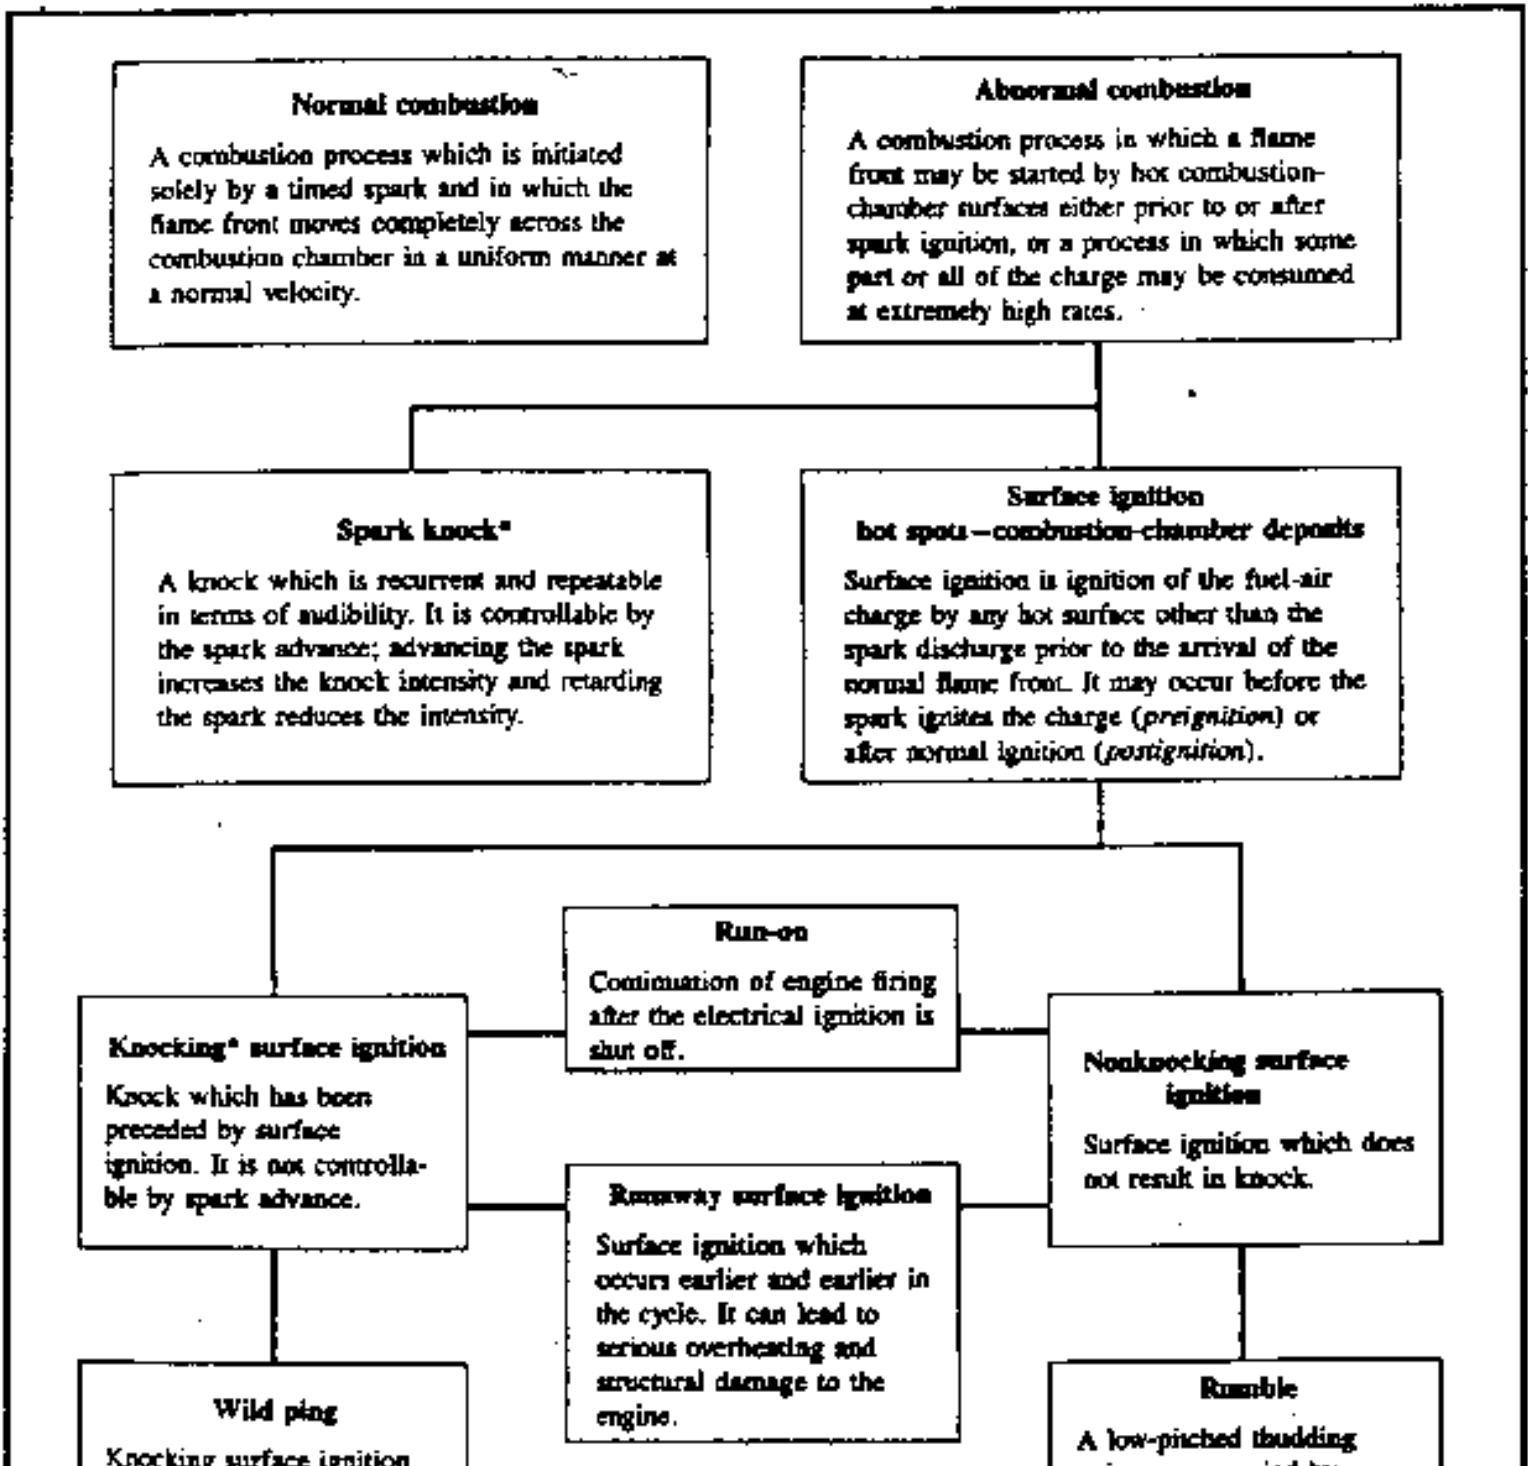 Normal combustion
A combustion process which is initiated
solely by a timed spark and in which the
flame front moves completely across the
combustion chamber in a uniform manner at
a normal velocity.
Abnormal combustion
A combustion process in which a flame
front may be started by hot combustion-
chamber surfaces either prior to or after
spark ignition, or a process in which some
part or all of the charge may be consumed
at extremely high rates.
Spark knock*
A knock which is recurrent and repeatable
in terms of audibility. It is controllable by
the spark advance; advancing the spark
increases the knock intensity and retarding
the spark reduces the intensity.
Surface ignition
hot spots—combustion-chamber deposits
Surface ignition is ignition of the fuel-air
charge by any hot surface other than the
spark discharge prior to the arrival of the
normal flame front. It may occur before the
spark ignites the charge (preignition) or
after normal ignition (postignition).
Run-on
Continuation of engine firing
after the electrical ignition is
shut off.
Knocking* surface ignition
Knock which has been
preceded by surface
ignition. It is not controlla-
ble by spark advance.
Nonknocking surface
ignition
Surface ignition which does
not result in knock.
Runaway surface ignition
Surface ignition which
occurs earlier and earlier in
the cycle. It can lead to
serious overheating and
structural damage to the
engine.
Wild ping
Knocking surface ignition
Rumble
A low-pitched thudding